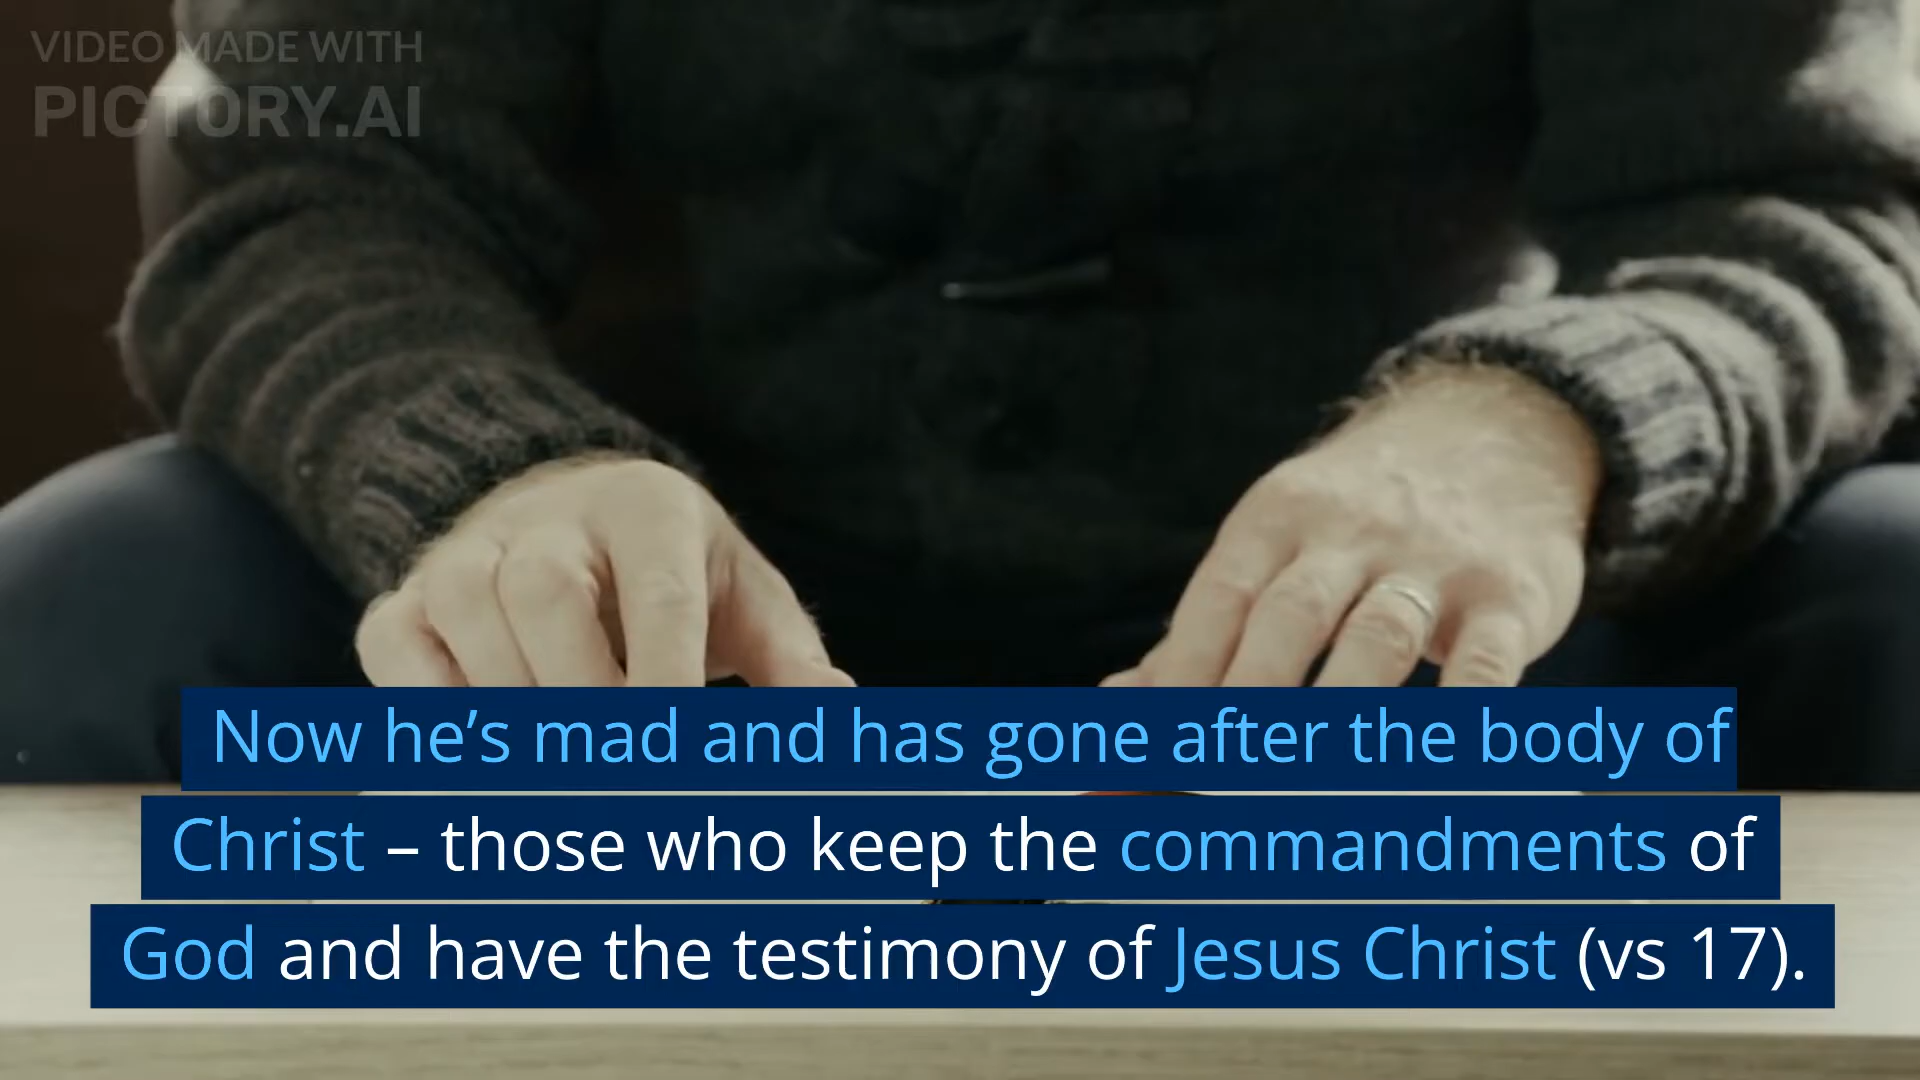 VIDEO MADE WITH
PICTORY.AI
Now he’s mad and has gone after the body of
Christ – those who keep the commandments of
God and have the testimony of Jesus Christ (vs 17).